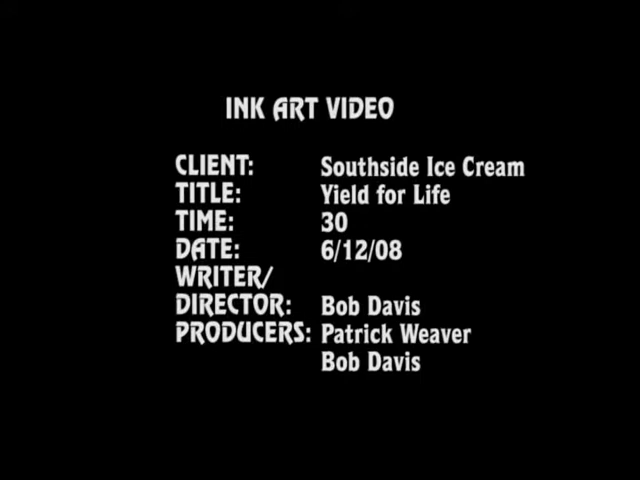 INK ART VIDEO
CLIENT: Southside Ice Cream
TITLE: Yield for Life
TIME: 30
DATE: 6/12/08
WRITER/
DIRECTOR: Bob Davis
PRODUCERS: Patrick Weaver
Bob Davis